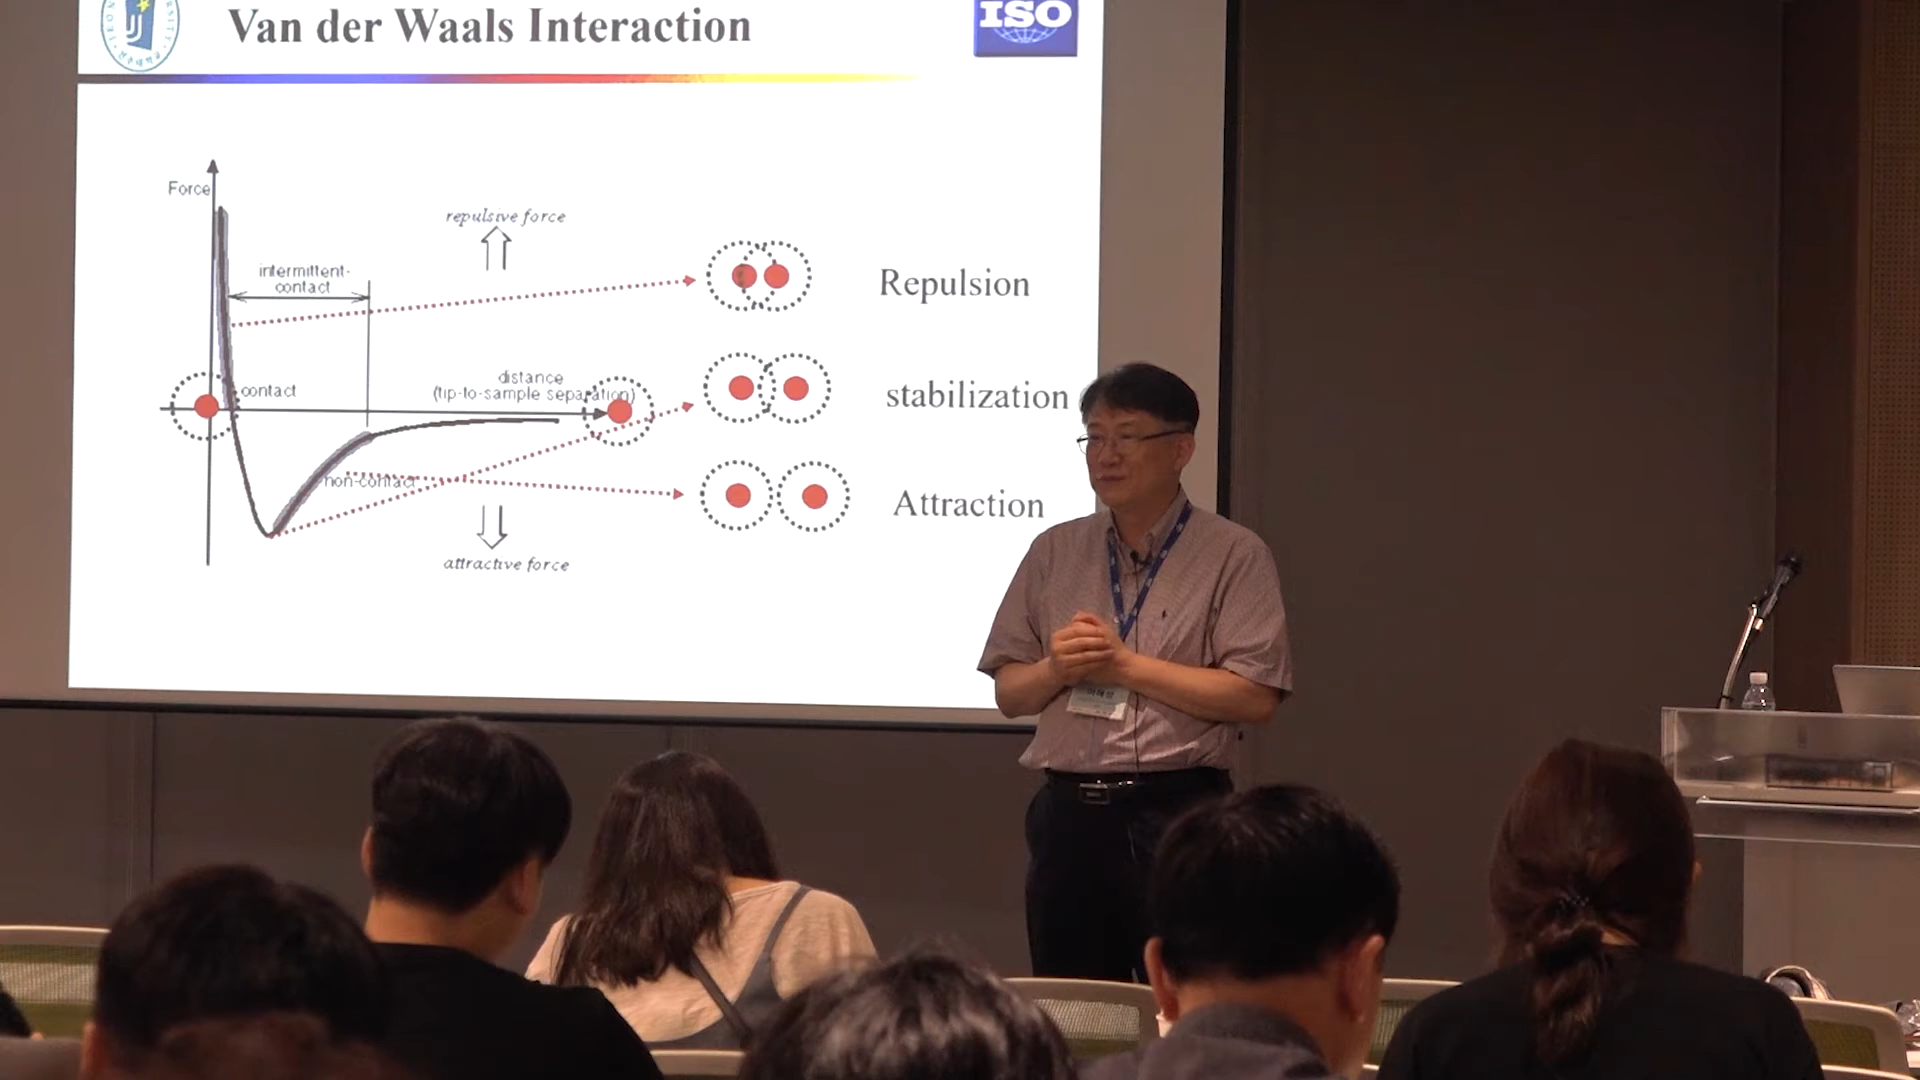 Van der Waals Interaction
ISO
Force
repulsive force
intermittent-
contact
Repulsion
contact
distance
(tip-to-sample separation)
stabilization
non-contact
Attraction
attractive force